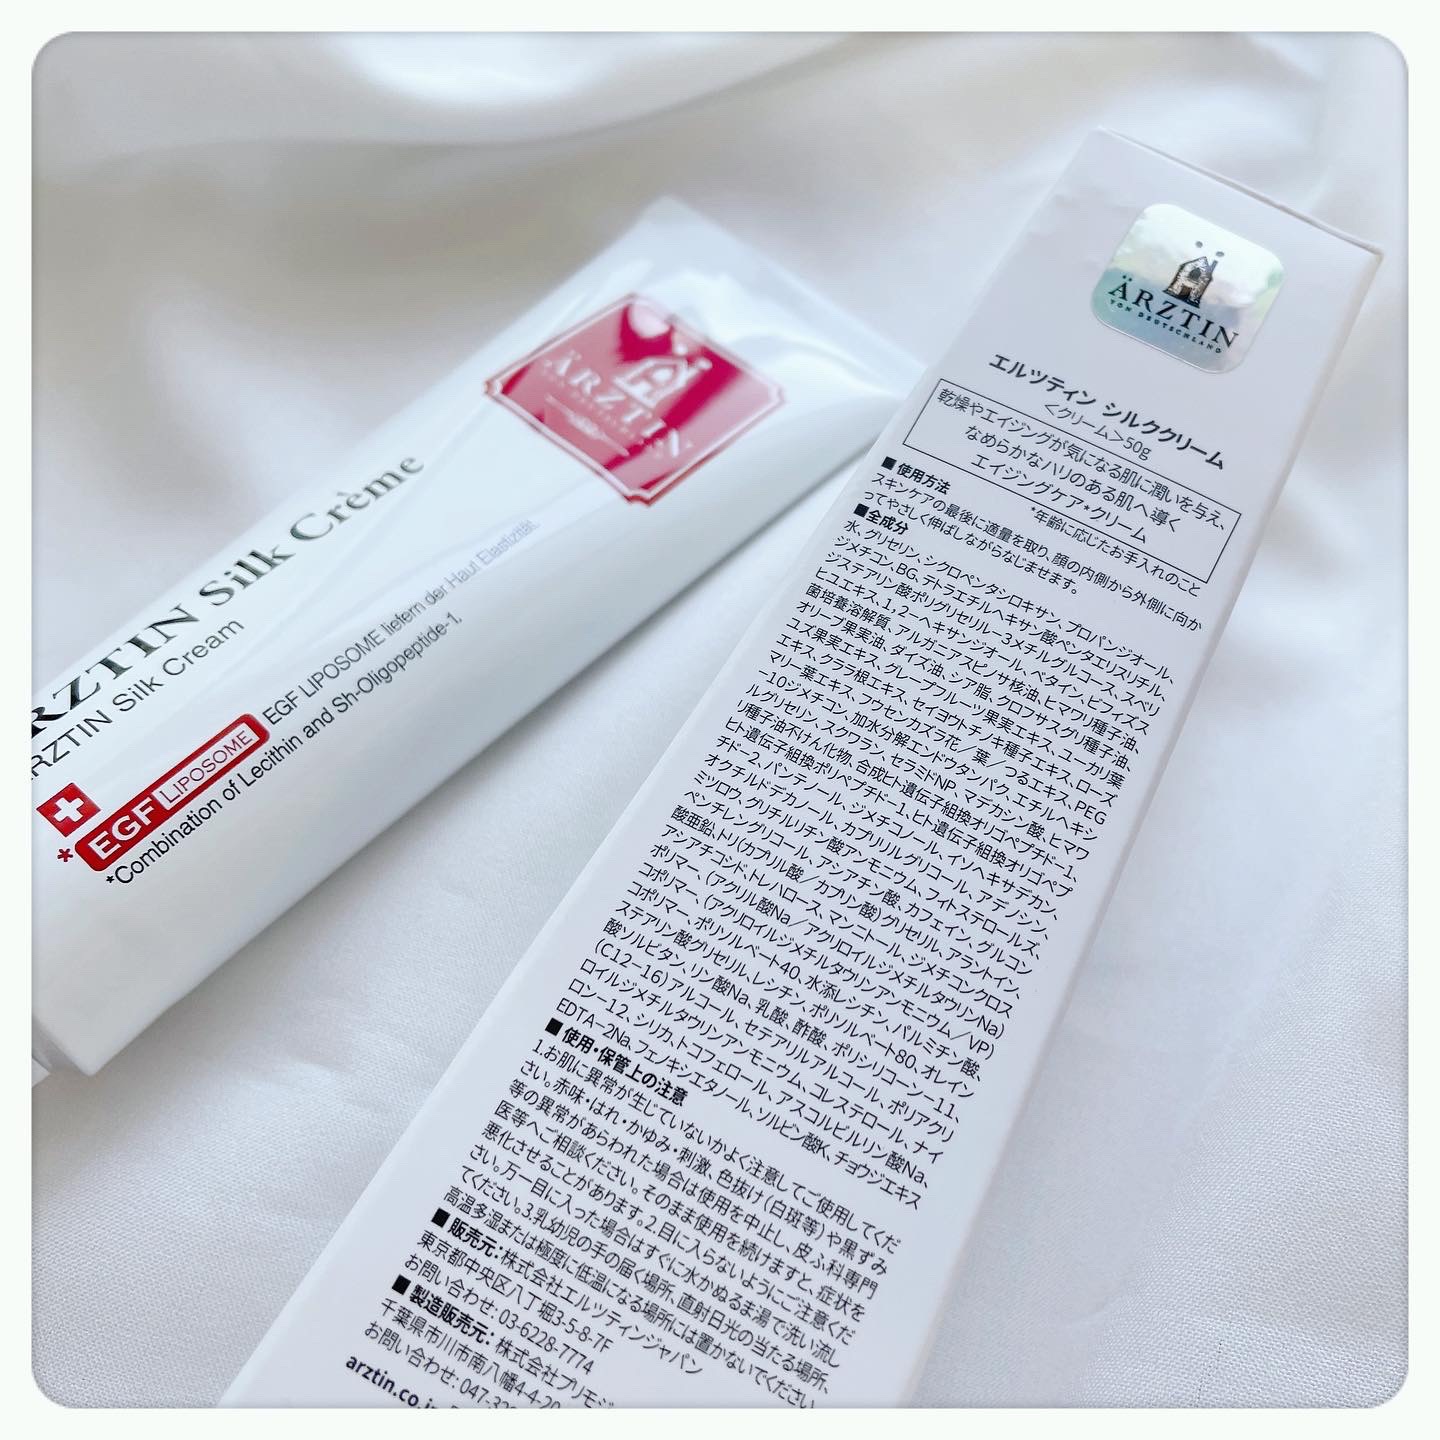 ÄRZTIN
ÄRZTIN Silk Crème
ÄRZTIN Silk Cream
EGF LIPOSOME EGF LIPOSOME liefern der Haut Elastizität.
*Combination of Lecithin and Sh-Oligopeptide-1.
ÄRZTIN
VON DEUTSCHLAND
エルツティン シルククリーム
＜クリーム＞50g
乾燥やエイジングが気になる肌に潤いを与え、
なめらかなハリのある肌へ導く
エイジングケア*クリーム
*年齢に応じたお手入れのこと
■使用方法
スキンケアの最後に適量を取り、顔の内側から外側に向か
ってやさしく伸ばしながらなじませます。
■全成分
水、グリセリン、シクロペンタシロキサン、プロパンジオール、
ジメチコン、BG、テトラエチルヘキサン酸ペンタエリスリチル、
ジステアリン酸ポリグリセリル-3メチルグルコース、スベリ
ヒユエキス、1,2-ヘキサンジオール、ベタイン、ビフィズス
菌培養溶解質、アルガニアスピノサ核油、ヒマワリ種子油、
オリーブ果実油、ダイズ油、シア脂、クロフサスグリ種子油、
ユズ果実エキス、グレープフルーツ果実エキス、ユーカリ葉
エキス、クララ根エキス、セイヨウトチノキ種子エキス、ローズ
マリー葉エキス、フウセンカズラ花／葉／つるエキス、PEG
-10ジメチコン、加水分解エンドウタンパク、エチルヘキシ
ルグリセリン、スクワラン、セラミドNP、マデカシン酸、ヒマワ
リ種子油不けん化物、合成ヒト遺伝子組換オリゴペプチド-1、
ヒト遺伝子組換ポリペプチド-1、ヒト遺伝子組換オリゴペプ
チド-2、パンテノール、ジメチコノール、イソヘキサデカン、
オクチルドデカノール、カプリリルグリコール、アデノシン、
ミツロウ、グリチルリチン酸アンモニウム、フィトステロールズ、
ペンチレングリコール、アシアチン酸、カフェイン、グルコン
酸亜鉛、トリ(カプリル酸／カプリン酸)グリセリル、アラントイン、
アシアチコシド、トレハロース、マンニトール、ジメチコンクロス
ポリマー、(アクリル酸Na／アクリロイルジメチルタウリンNa)
コポリマー、(アクリロイルジメチルタウリンアンモニウム／VP)
コポリマー、ポリソルベート40、水添レシチン、パルミチン酸、
ステアリン酸グリセリル、レシチン、ポリソルベート80、オレイン
酸ソルビタン、リン酸Na、乳酸、酢酸、ポリシリコーン-11、
(C12-16)アルコール、セテアリルアルコール、ポリアクリ
ロイルジメチルタウリンアンモニウム、コレステロール、ナイ
ロン-12、シリカ、トコフェロール、アスコルビルリン酸Na、
EDTA-2Na、フェノキシエタノール、ソルビン酸K、チョウジエキス
■使用・保管上の注意
1.お肌に異常が生じていないかよく注意してご使用してくだ
さい。赤味・はれ・かゆみ・刺激、色抜け(白斑等)や黒ずみ
等の異常があらわれた場合は使用を中止し、皮ふ科専門
医等へご相談ください。そのまま使用を続けますと、症状を
悪化させることがあります。2.目に入らないようにご注意くだ
さい。万一目に入った場合はすぐに水かぬるま湯で洗い流し
てください。3.乳幼児の手の届く場所、直射日光の当たる場所、
高温多湿または極度に低温になる場所には置かないでください。
■販売元：株式会社エルツティンジャパン
東京都中央区八丁堀3-5-8-7F
お問い合わせ: 03-6228-7774
■製造販売元：株式会社プリモ
千葉県市川市南八幡4-4-20
お問い合わせ: 047-32
arztin.co.j